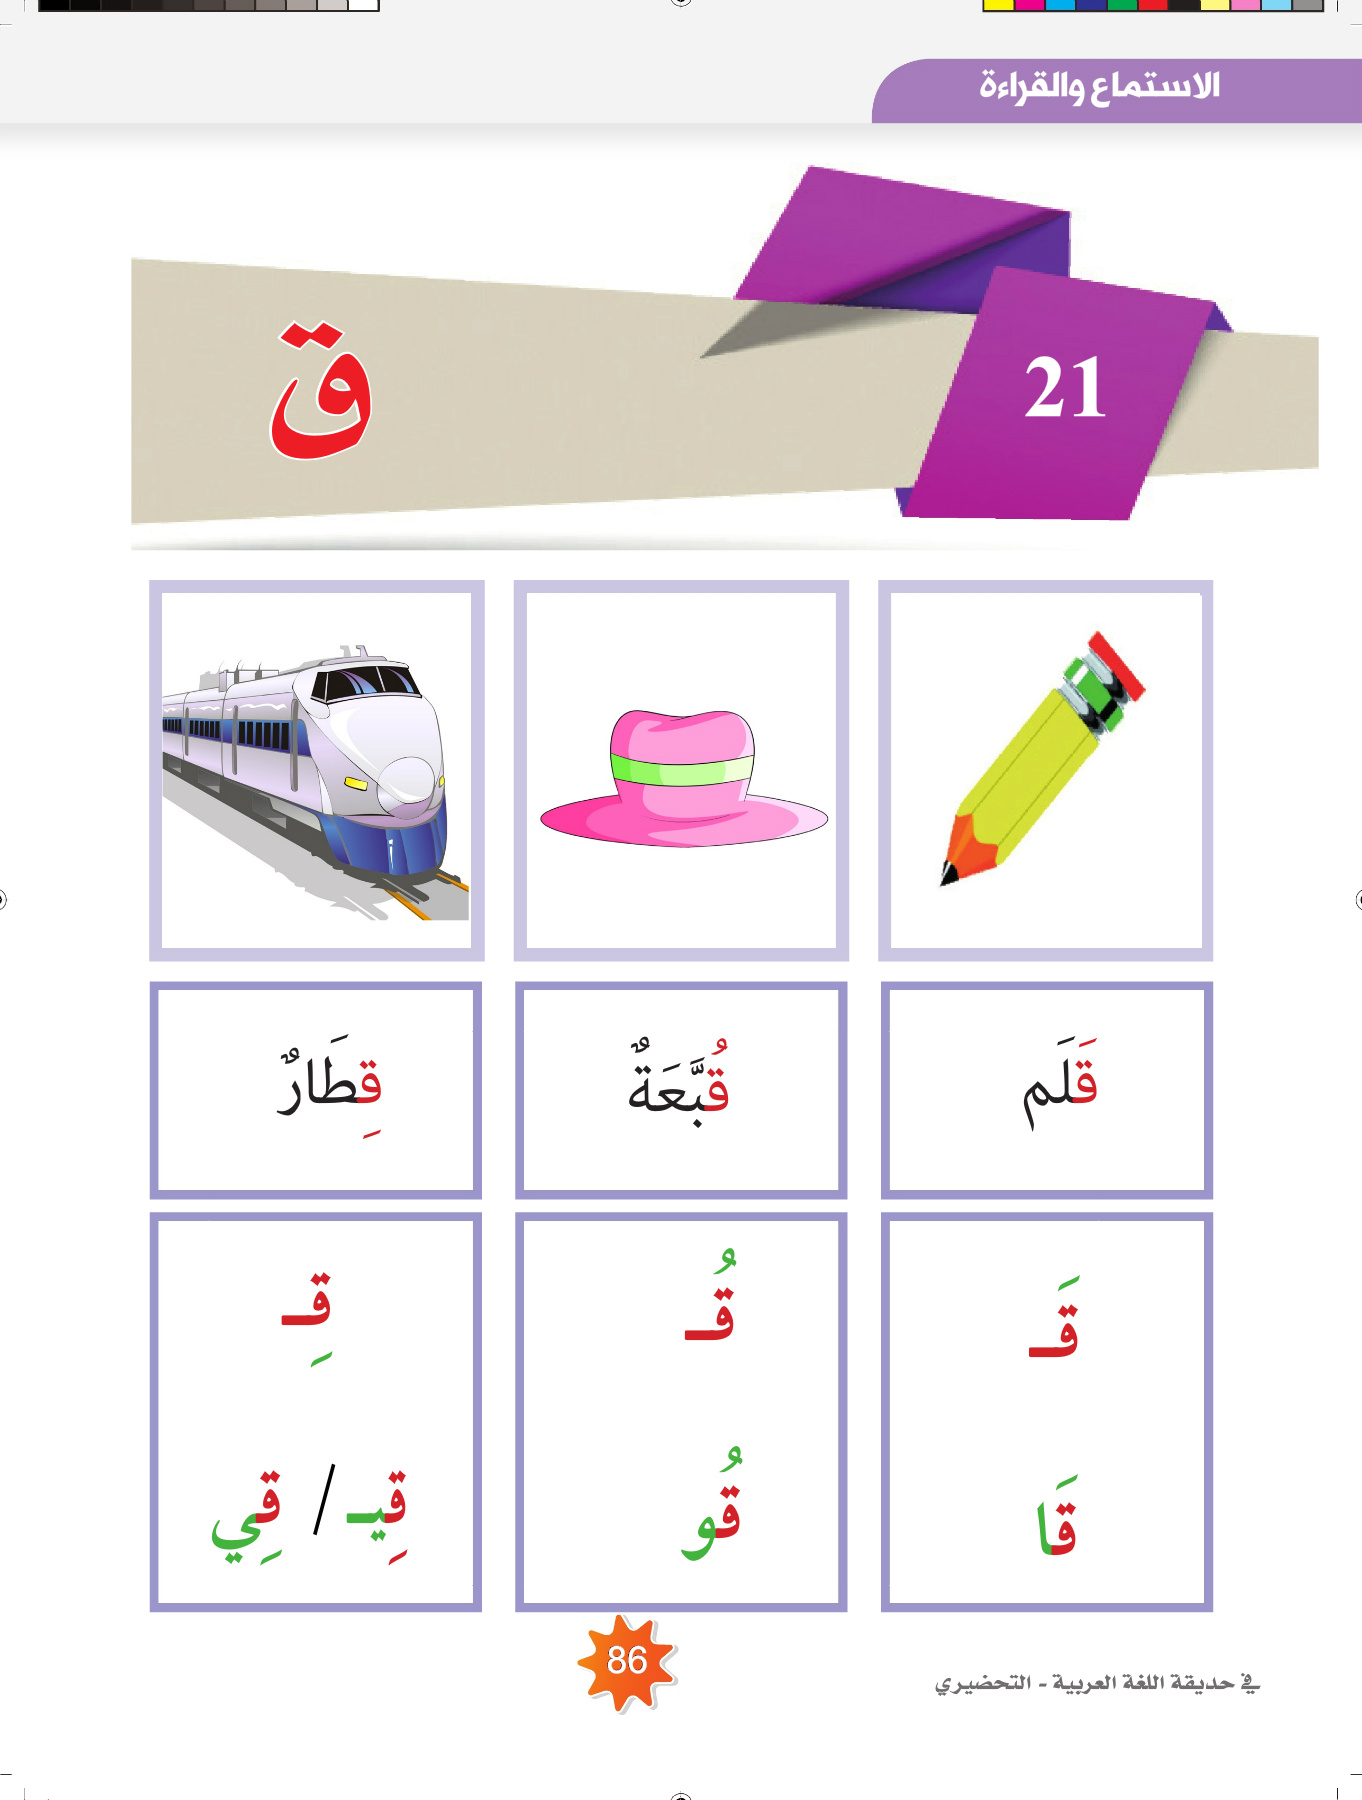 الاستماع والقراءة
21
ق
قَلَم
قُبَّعَةٌ
قِطَارٌ
قَـ
قُـ
قِـ
قَا
قُو
قِيـ / قِي
86
في حديقة اللغة العربية - التحضيري